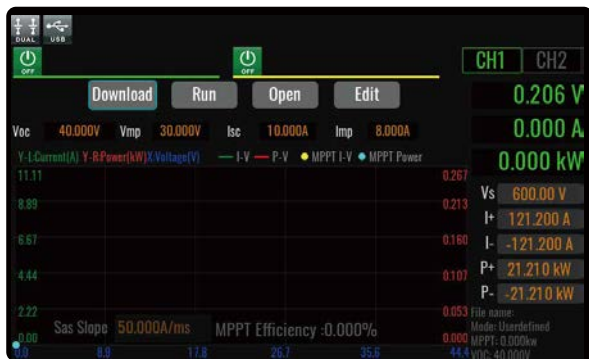 DUAL USB
OFF OFF
CH1 CH2
Download Run Open Edit
0.206 V
Voc 40.000V Vmp 30.000V Isc 10.000A Imp 8.000A
0.000 A
Y-L:Current(A) Y-R:Power(kW) X:Voltage(V) I-V P-V MPPT I-V MPPT Power
0.000 kW
11.11 0.267
Vs 600.00 V
8.89 0.213
I+ 121.200 A
6.67 0.160
I- -121.200 A
4.44 0.107
P+ 21.210 kW
P- -21.210 kW
2.22 0.053
File name:
Sas Slope 50.000A/ms MPPT Efficiency :0.000%
Mode: Userdefined
0.00 0.000
MPPT: 0.000kw
0.0 8.9 17.8 26.7 35.6 44.4
VOC: 40.000V